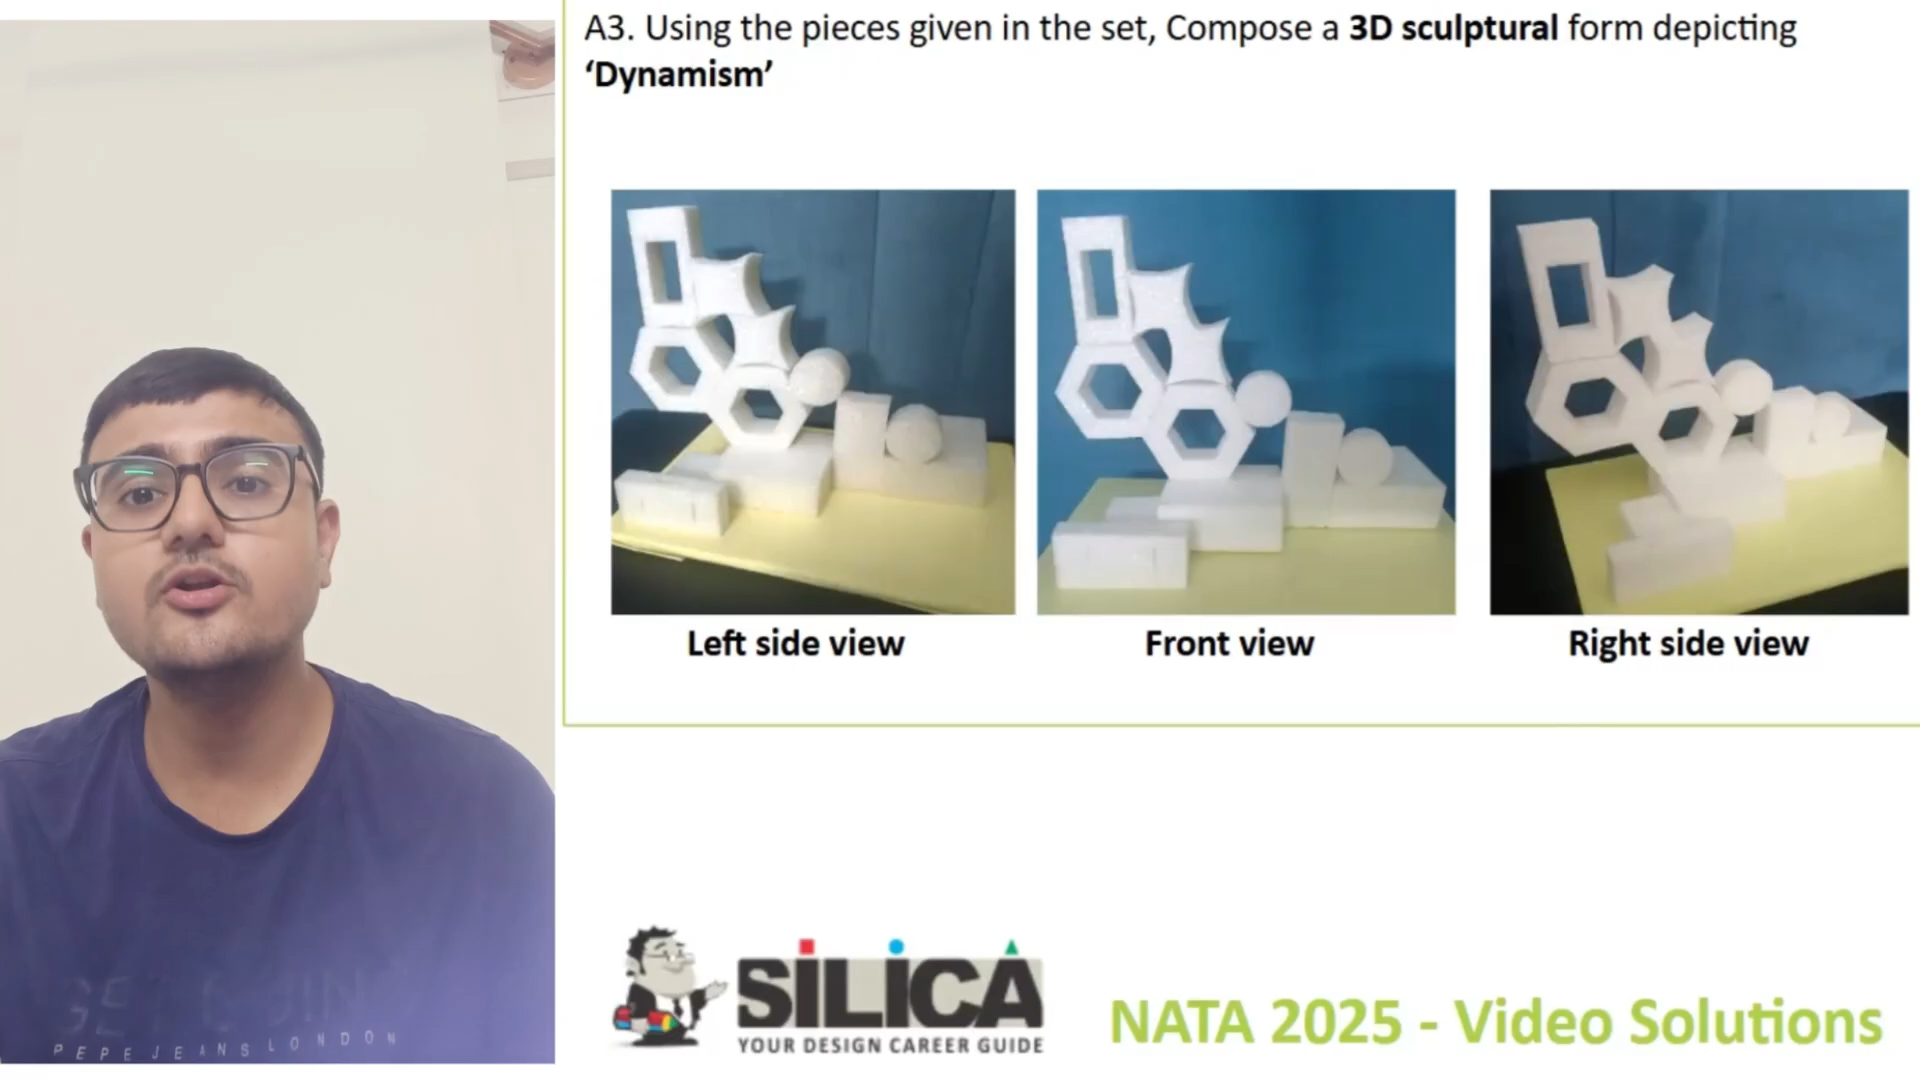 A3. Using the pieces given in the set, Compose a 3D sculptural form depicting
‘Dynamism’
Left side view
Front view
Right side view
SiLiCA
YOUR DESIGN CAREER GUIDE
NATA 2025 - Video Solutions
PEPE JEANS LONDON